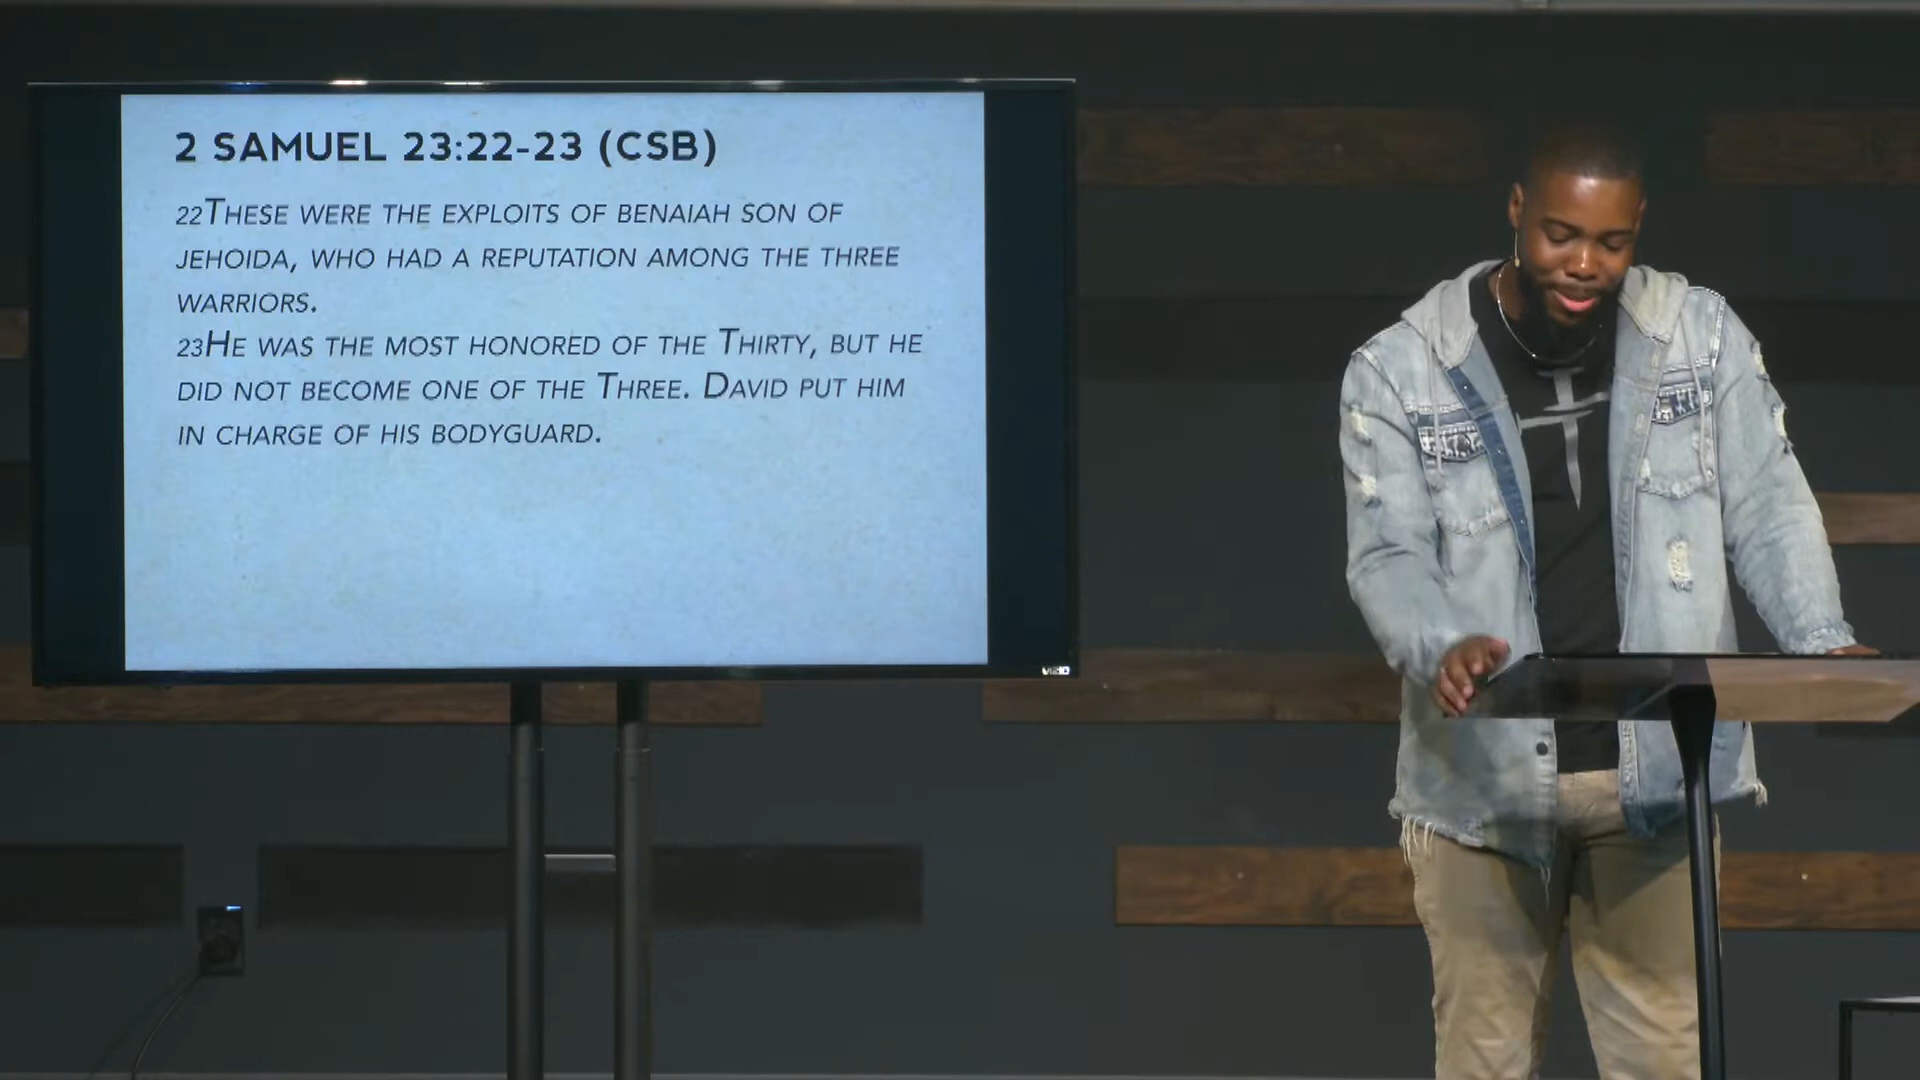 2 SAMUEL 23:22-23 (CSB)
22THESE WERE THE EXPLOITS OF BENAIAH SON OF
JEHOIDA, WHO HAD A REPUTATION AMONG THE THREE
WARRIORS.
23HE WAS THE MOST HONORED OF THE THIRTY, BUT HE
DID NOT BECOME ONE OF THE THREE. DAVID PUT HIM
IN CHARGE OF HIS BODYGUARD.
VIZIO